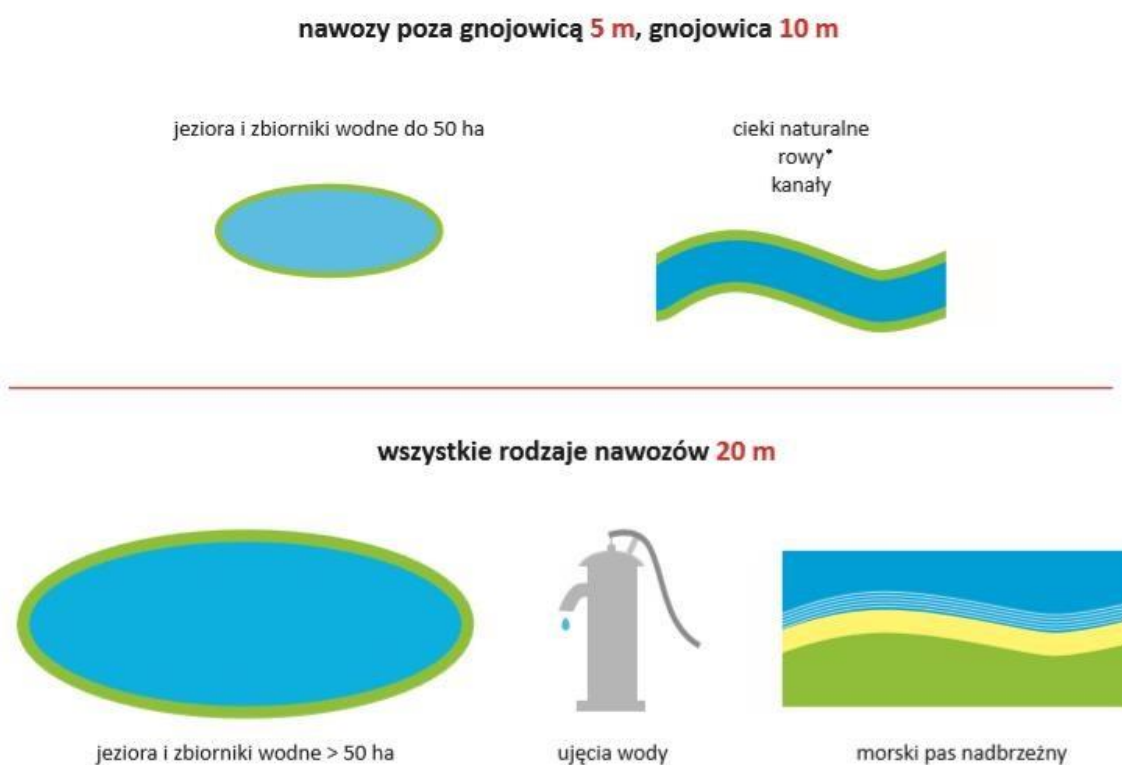 nawozy poza gnojowicą 5 m, gnojowica 10 m
jeziora i zbiorniki wodne do 50 ha
cieki naturalne
rowy*
kanały
wszystkie rodzaje nawozów 20 m
jeziora i zbiorniki wodne > 50 ha
ujęcia wody
morski pas nadbrzeżny